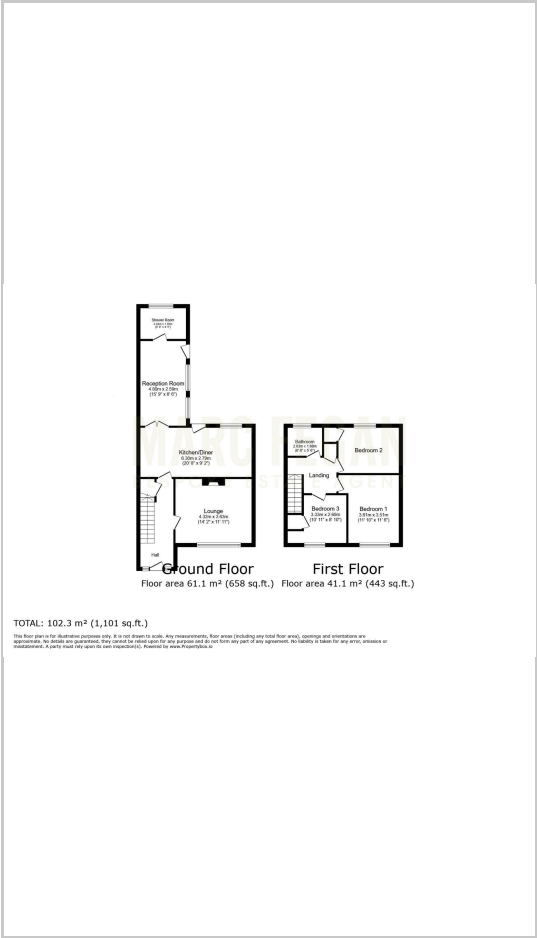 Shower Room
Reception Room
4.80m x 2.59m
(15' 9" x 8' 6")
MARC FEGAN
ESTATE AGENT
Kitchen/Diner
6.30m x 2.79m
(20' 8" x 9' 2")
Lounge
4.32m x 3.63m
(14' 2" x 11' 11")
Hall
Bathroom
Bedroom 2
Landing
Bedroom 3
3.33m x 2.69m
(10' 11" x 8' 10")
Bedroom 1
3.61m x 3.51m
(11' 10" x 11' 6")
Ground Floor
Floor area 61.1 m² (658 sq.ft.)
First Floor
Floor area 41.1 m² (443 sq.ft.)
TOTAL: 102.3 m² (1,101 sq.ft.)
This floor plan is for illustrative purposes only. It is not drawn to scale. Any measurements, floor areas (including any total floor area), openings and orientations are
approximate. No details are guaranteed, they cannot be relied upon for any purpose and do not form any part of any agreement. No liability is taken for any error, omission or
misstatement. A party must rely upon its own inspection(s). Powered by www.Propertybox.io